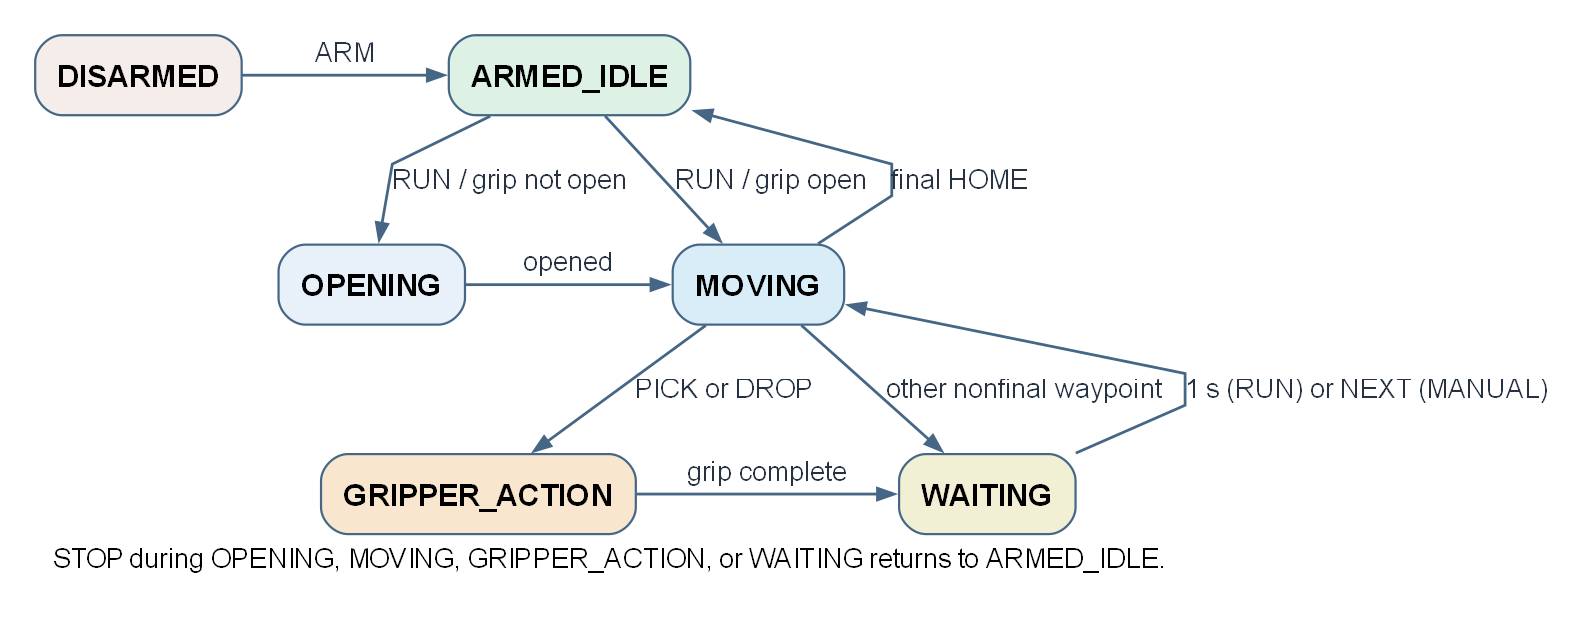 ARM
DISARMED
ARMED_IDLE
RUN / grip not open
RUN / grip open
final HOME
opened
OPENING
MOVING
PICK or DROP
other nonfinal waypoint
1 s (RUN) or NEXT (MANUAL)
grip complete
GRIPPER_ACTION
WAITING
STOP during OPENING, MOVING, GRIPPER_ACTION, or WAITING returns to ARMED_IDLE.